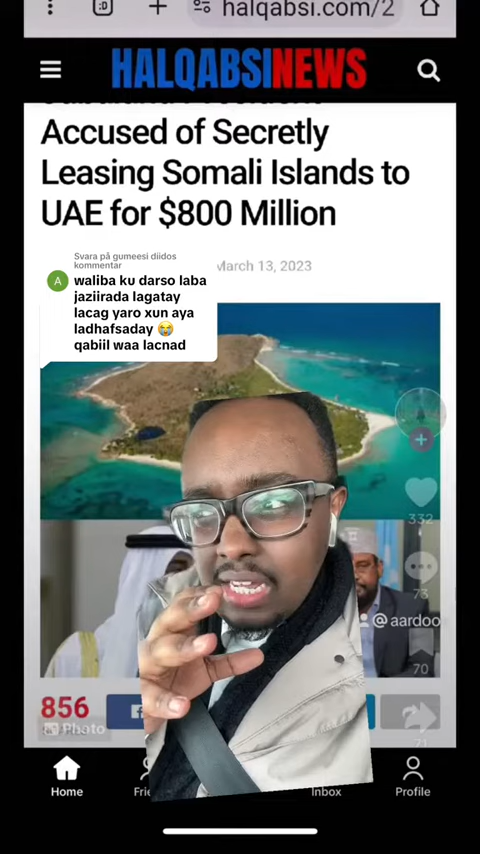 halqabsi.com/2
HALQABSINEWS
Accused of Secretly
Leasing Somali Islands to
UAE for $800 Million
March 13, 2023
Svara på gumeesi diidos
kommentar
A
waliba ku darso laba
jaziirada lagatay
lacag yaro xun aya
ladhafsaday 😭
qabiil waa lacnad
332
73
@aardoo
70
856
Photo
71
Home
Inbox
Profile